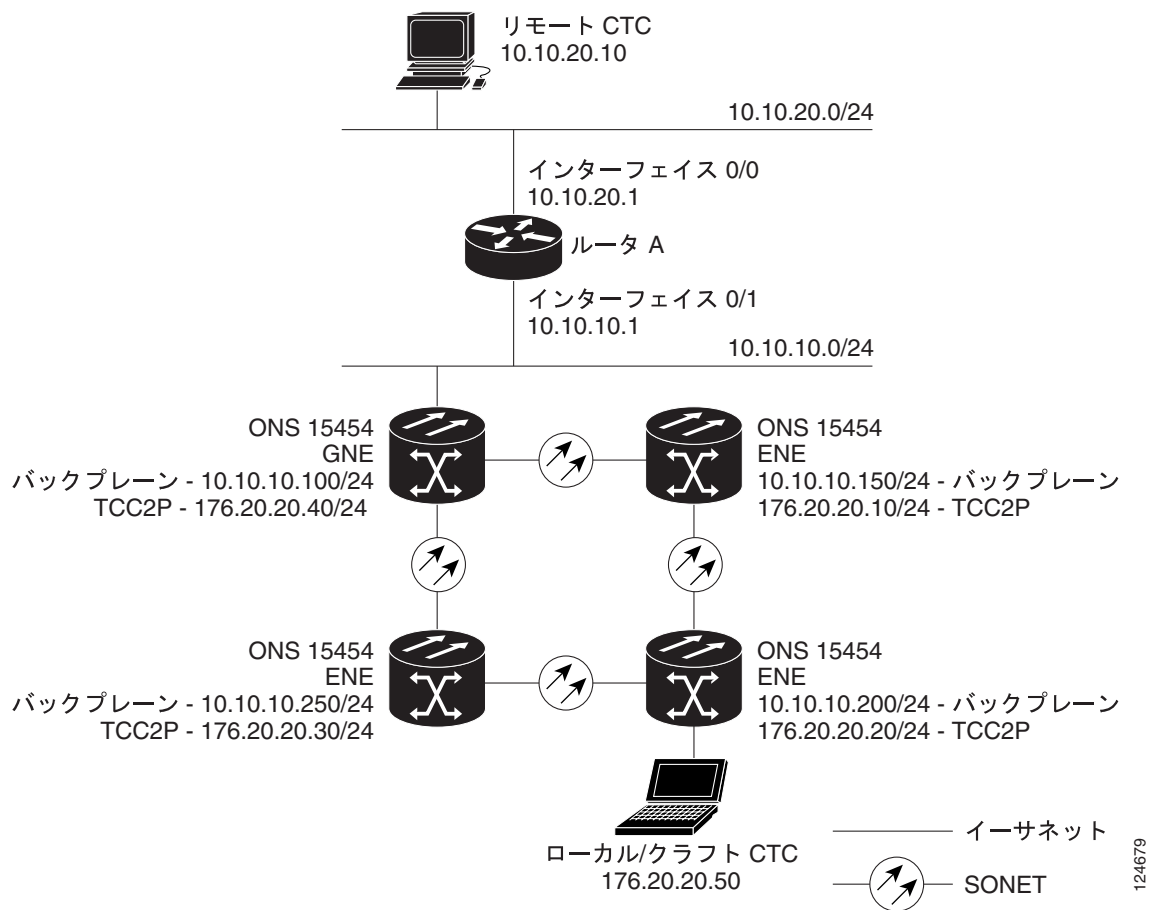 リモート CTC
10.10.20.10
10.10.20.0/24
インターフェイス 0/0
10.10.20.1
ルータ A
インターフェイス 0/1
10.10.10.1
10.10.10.0/24
ONS 15454
GNE
バックプレーン - 10.10.10.100/24
TCC2P - 176.20.20.40/24
ONS 15454
ENE
10.10.10.150/24 - バックプレーン
176.20.20.10/24 - TCC2P
ONS 15454
ENE
バックプレーン - 10.10.10.250/24
TCC2P - 176.20.20.30/24
ONS 15454
ENE
10.10.10.200/24 - バックプレーン
176.20.20.20/24 - TCC2P
ローカル/クラフト CTC
176.20.20.50
イーサネット
SONET
124679